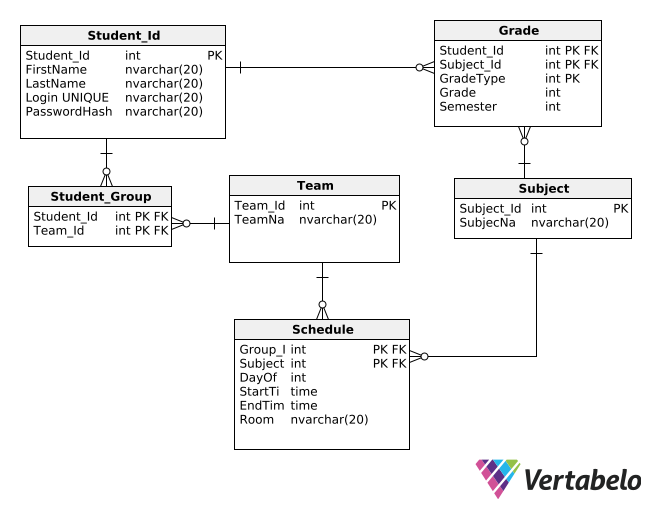 Student_Id
Student_Id int PK
FirstName nvarchar(20)
LastName nvarchar(20)
Login UNIQUE nvarchar(20)
PasswordHash nvarchar(20)
Grade
Student_Id int PK FK
Subject_Id int PK FK
GradeType int PK
Grade int
Semester int
Student_Group
Student_Id int PK FK
Team_Id int PK FK
Team
Team_Id int PK
TeamNa nvarchar(20)
Subject
Subject_Id int PK
SubjecNa nvarchar(20)
Schedule
Group_I int PK FK
Subject int PK FK
DayOf int
StartTi time
EndTim time
Room nvarchar(20)
Vertabelo